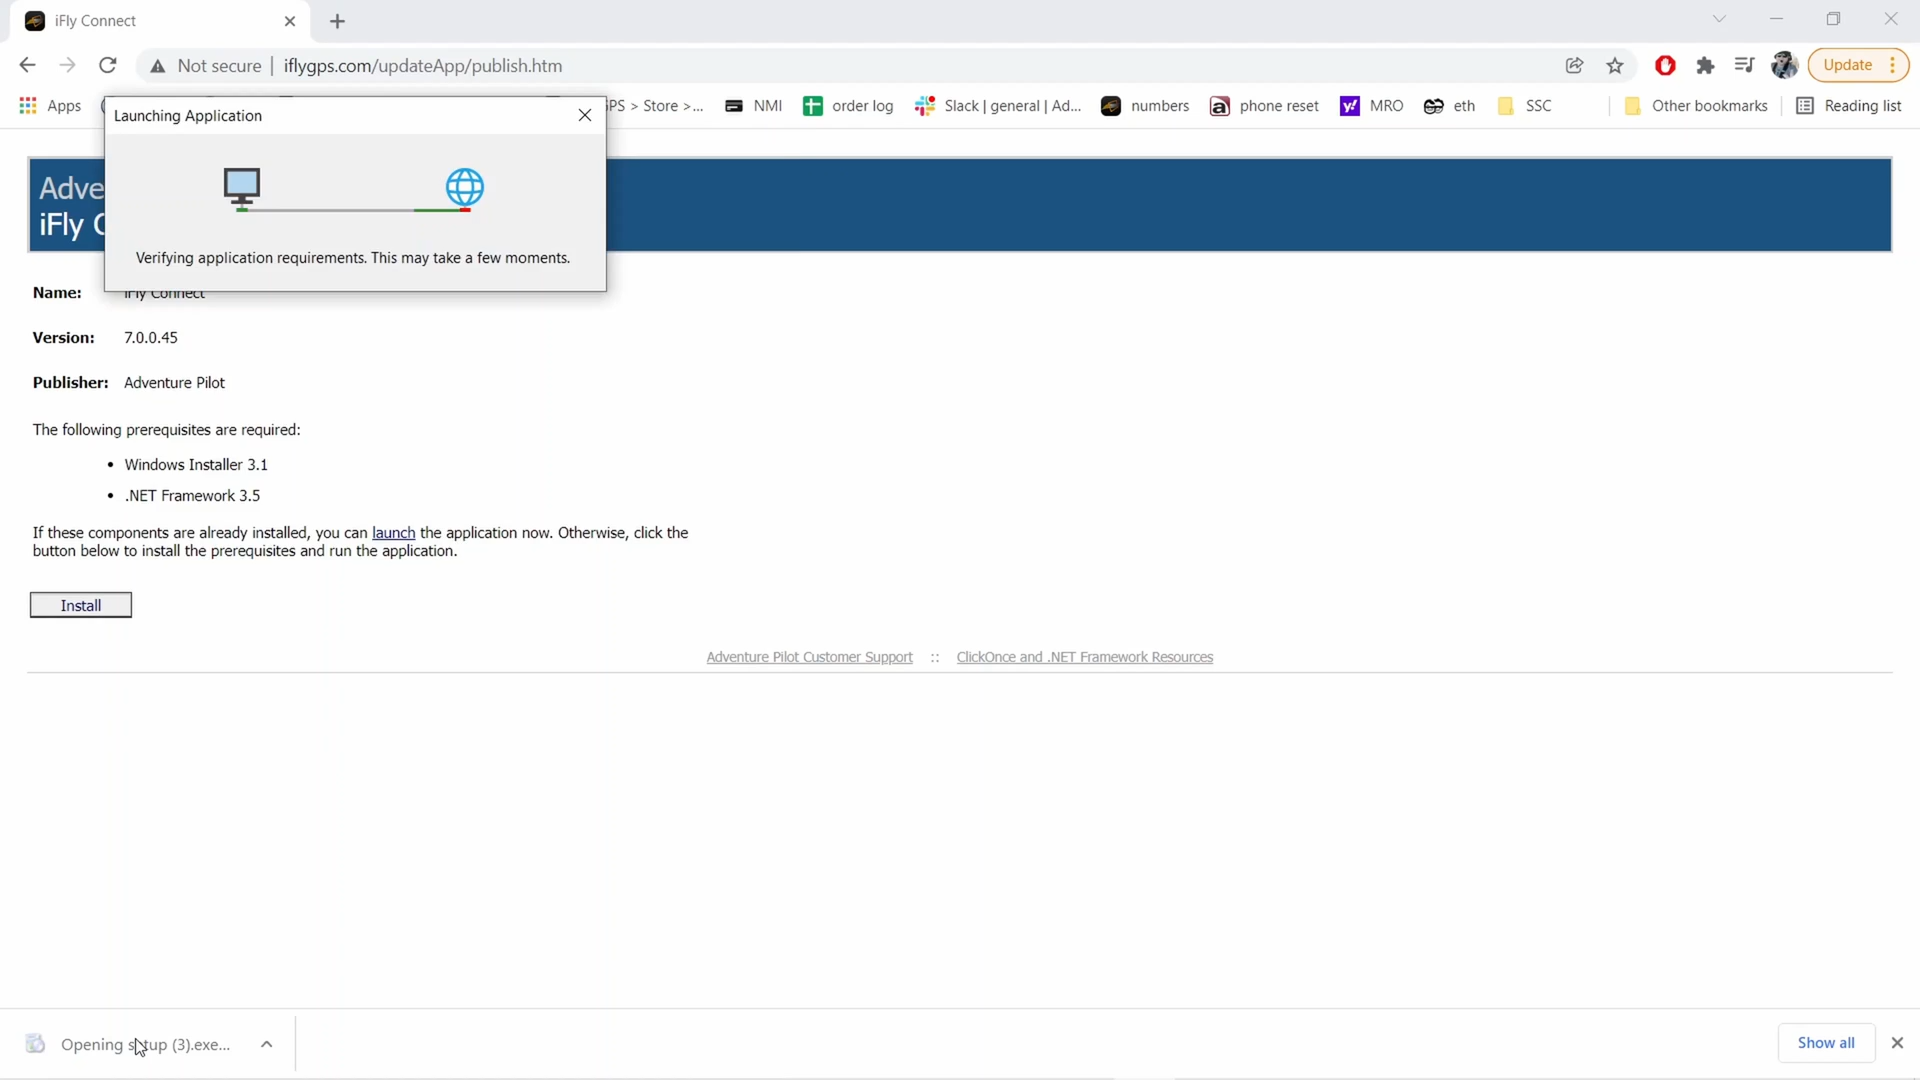 iFly Connect
Not secure | iflygps.com/updateApp/publish.htm
Update
Apps
PS > Store >...
NMI
order log
Slack | general | Ad...
numbers
phone reset
MRO
eth
SSC
Other bookmarks
Reading list
Launching Application
Verifying application requirements. This may take a few moments.
Adve
iFly C
Name: iFly Connect
Version: 7.0.0.45
Publisher: Adventure Pilot
The following prerequisites are required:
• Windows Installer 3.1
• .NET Framework 3.5
If these components are already installed, you can launch the application now. Otherwise, click the
button below to install the prerequisites and run the application.
Install
Adventure Pilot Customer Support :: ClickOnce and .NET Framework Resources
Opening setup (3).exe...
Show all